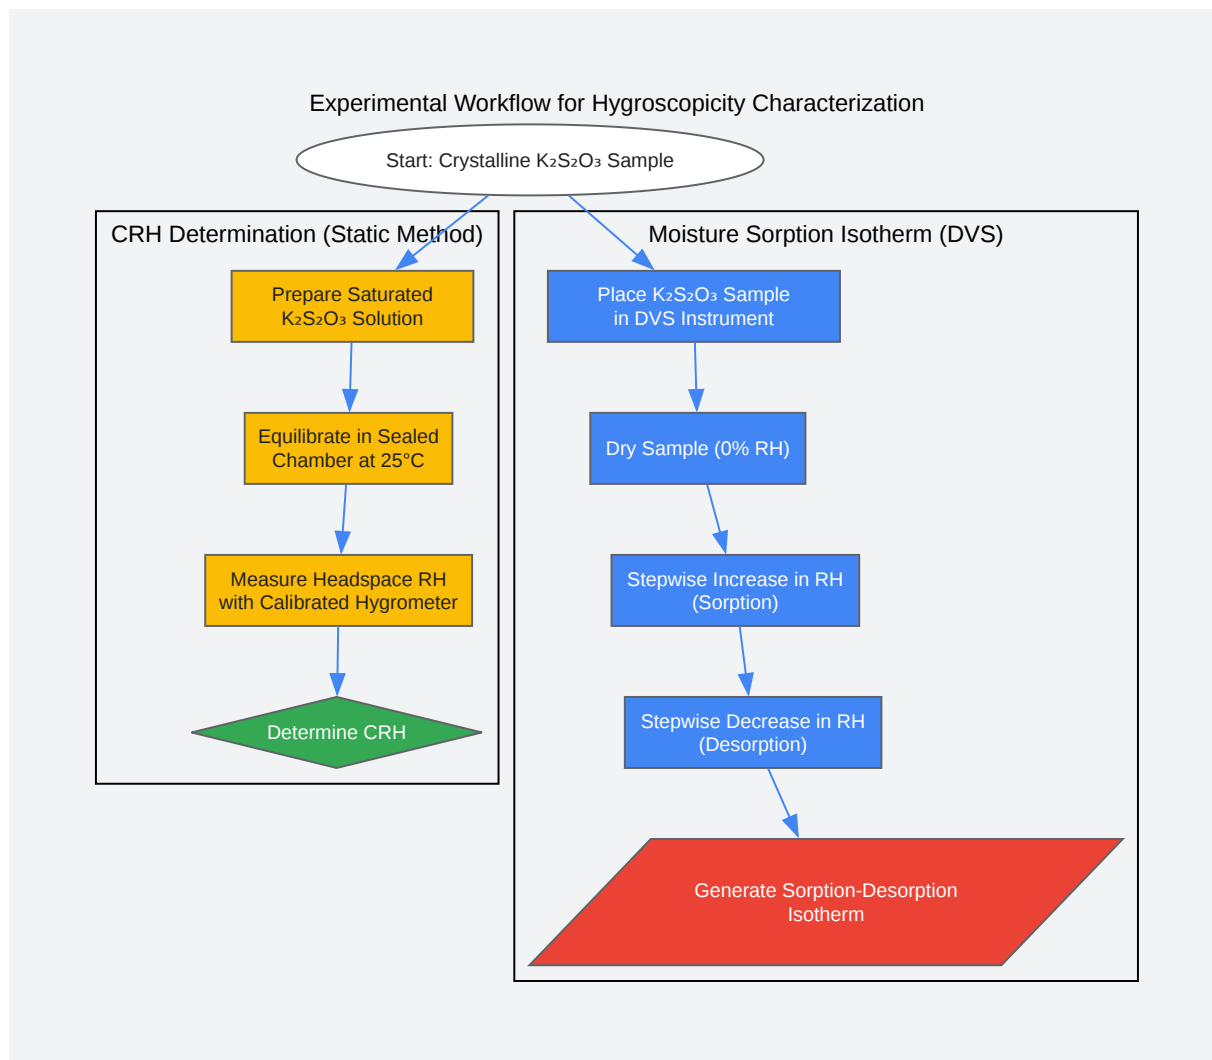 Experimental Workflow for Hygroscopicity Characterization
Start: Crystalline K₂S₂O₃ Sample
CRH Determination (Static Method)
Prepare Saturated
K₂S₂O₃ Solution
Equilibrate in Sealed
Chamber at 25°C
Measure Headspace RH
with Calibrated Hygrometer
Determine CRH
Moisture Sorption Isotherm (DVS)
Place K₂S₂O₃ Sample
in DVS Instrument
Dry Sample (0% RH)
Stepwise Increase in RH
(Sorption)
Stepwise Decrease in RH
(Desorption)
Generate Sorption-Desorption
Isotherm